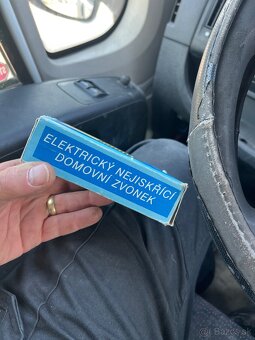 ELEKTRICKÝ NEJISKŘÍCÍ
DOMOVNÍ ZVONEK